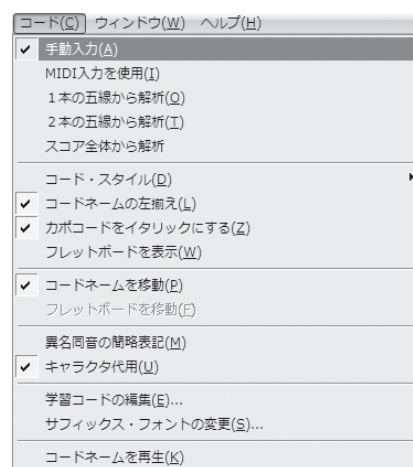 コード(C) ウィンドウ(W) ヘルプ(H)
✓ 手動入力(A)
MIDI入力を使用(I)
1本の五線から解析(O)
2本の五線から解析(T)
スコア全体から解析
コード・スタイル(D)
✓ コードネームの左揃え(L)
✓ カポコードをイタリックにする(Z)
フレットボードを表示(W)
✓ コードネームを移動(P)
フレットボードを移動(F)
異名同音の簡略表記(M)
✓ キャラクタ代用(U)
学習コードの編集(E)...
サフィックス・フォントの変更(S)...
コードネームを再生(K)